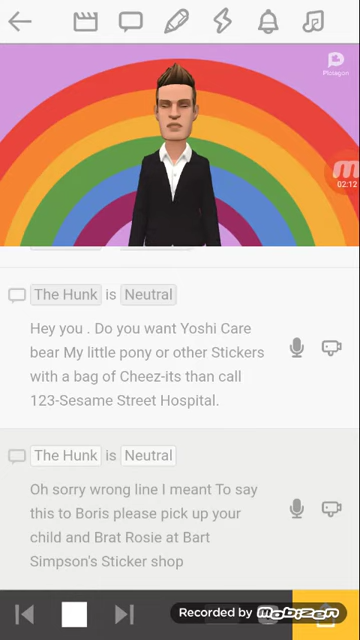 Plotagon
02:12
The Hunk is Neutral
Hey you . Do you want Yoshi Care
bear My little pony or other Stickers
with a bag of Cheez-its than call
123-Sesame Street Hospital.
The Hunk is Neutral
Oh sorry wrong line I meant To say
this to Boris please pick up your
child and Brat Rosie at Bart
Simpson's Sticker shop
Recorded by Mobizen